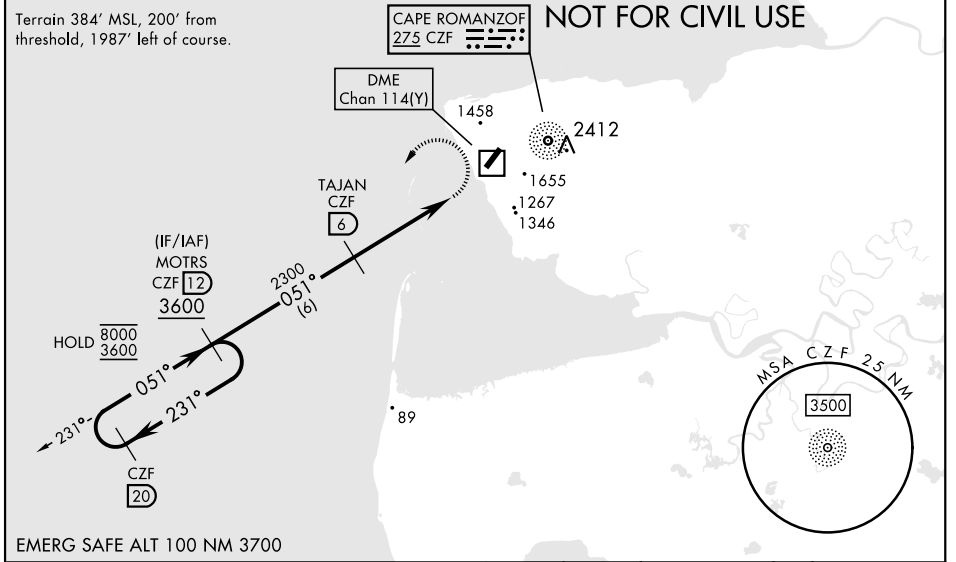 Terrain 384' MSL, 200' from
threshold, 1987' left of course.
CAPE ROMANZOF
275 CZF
NOT FOR CIVIL USE
DME
Chan 114(Y)
1458
2412
1655
1267
1346
TAJAN
CZF
6
(IF/IAF)
MOTRS
CZF 12
3600
2300
051°
(6)
HOLD 8000
3600
051°
231°
231°
CZF
20
89
MSA CZF 25 NM
3500
EMERG SAFE ALT 100 NM 3700